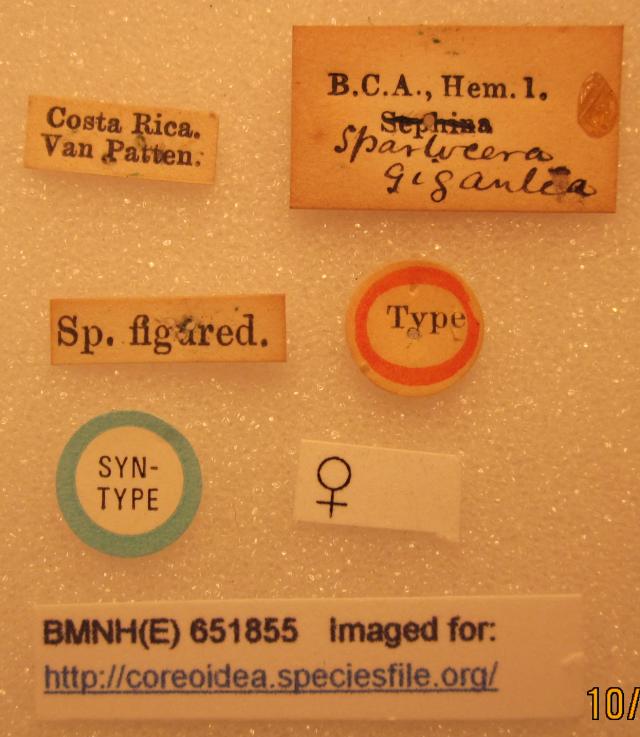 Costa Rica.
Van Patten.
B.C.A., Hem. 1.
Sephina
Spartocera
gigantea
Sp. figured.
Type
SYN-
TYPE
♀
BMNH(E) 651855 Imaged for:
http://coreoidea.speciesfile.org/
10/